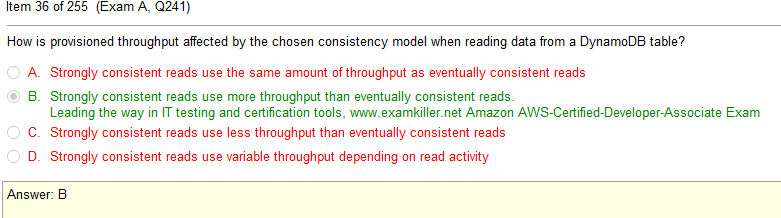 Item 36 of 255 (Exam A, Q241)
How is provisioned throughput affected by the chosen consistency model when reading data from a DynamoDB table?
A. Strongly consistent reads use the same amount of throughput as eventually consistent reads
B. Strongly consistent reads use more throughput than eventually consistent reads.
Leading the way in IT testing and certification tools, www.examkiller.net Amazon AWS-Certified-Developer-Associate Exam
C. Strongly consistent reads use less throughput than eventually consistent reads
D. Strongly consistent reads use variable throughput depending on read activity
Answer: B